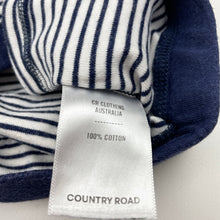 CR CLOTHING
AUSTRALIA
100% COTTON
COUNTRY ROAD